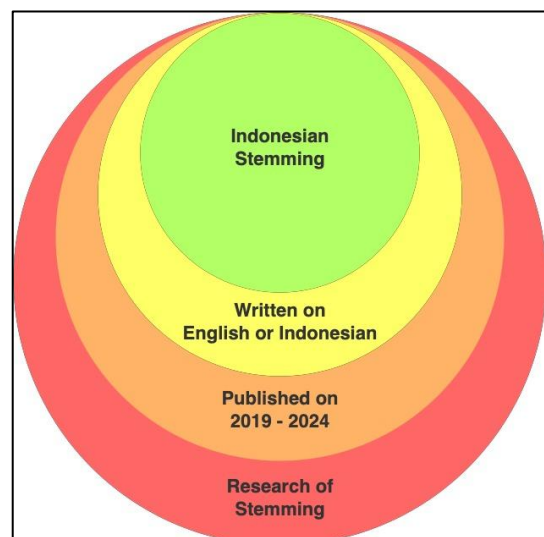 Indonesian
Stemming
Written on
English or Indonesian
Published on
2019 - 2024
Research of
Stemming